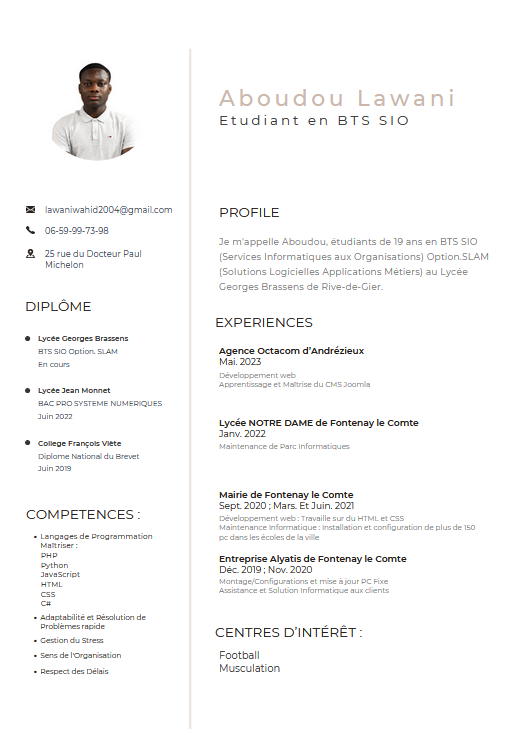 Aboudou Lawani
Etudiant en BTS SIO
lawaniwahid2004@gmail.com
06-59-99-73-98
25 rue du Docteur Paul
Michelon
DIPLÔME
Lycée Georges Brassens
BTS SIO Option. SLAM
En cours
Lycée Jean Monnet
BAC PRO SYSTEME NUMERIQUES
Juin 2022
College François Viète
Diplome National du Brevet
Juin 2019
COMPETENCES :
Langages de Programmation
Maîtriser :
PHP
Python
JavaScript
HTML
CSS
C#
Adaptabilité et Résolution de
Problèmes rapide
Gestion du Stress
Sens de l'Organisation
Respect des Délais
PROFILE
Je m'appelle Aboudou, étudiants de 19 ans en BTS SIO
(Services Informatiques aux Organisations) Option.SLAM
(Solutions Logicielles Applications Métiers) au Lycée
Georges Brassens de Rive-de-Gier.
EXPERIENCES
Agence Octacom d'Andrézieux
Mai. 2023
Développement web
Apprentissage et Maîtrise du CMS Joomla
Lycée NOTRE DAME de Fontenay le Comte
Janv. 2022
Maintenance de Parc Informatiques
Mairie de Fontenay le Comte
Sept. 2020 ; Mars. Et Juin. 2021
Développement web : Travaille sur du HTML et CSS
Maintenance Informatique : Installation et configuration de plus de 150
pc dans les écoles de la ville
Entreprise Alyatis de Fontenay le Comte
Déc. 2019 ; Nov. 2020
Montage/Configurations et mise à jour PC Fixe
Assistance et Solution Informatique aux clients
CENTRES D'INTÉRÊT :
Football
Musculation